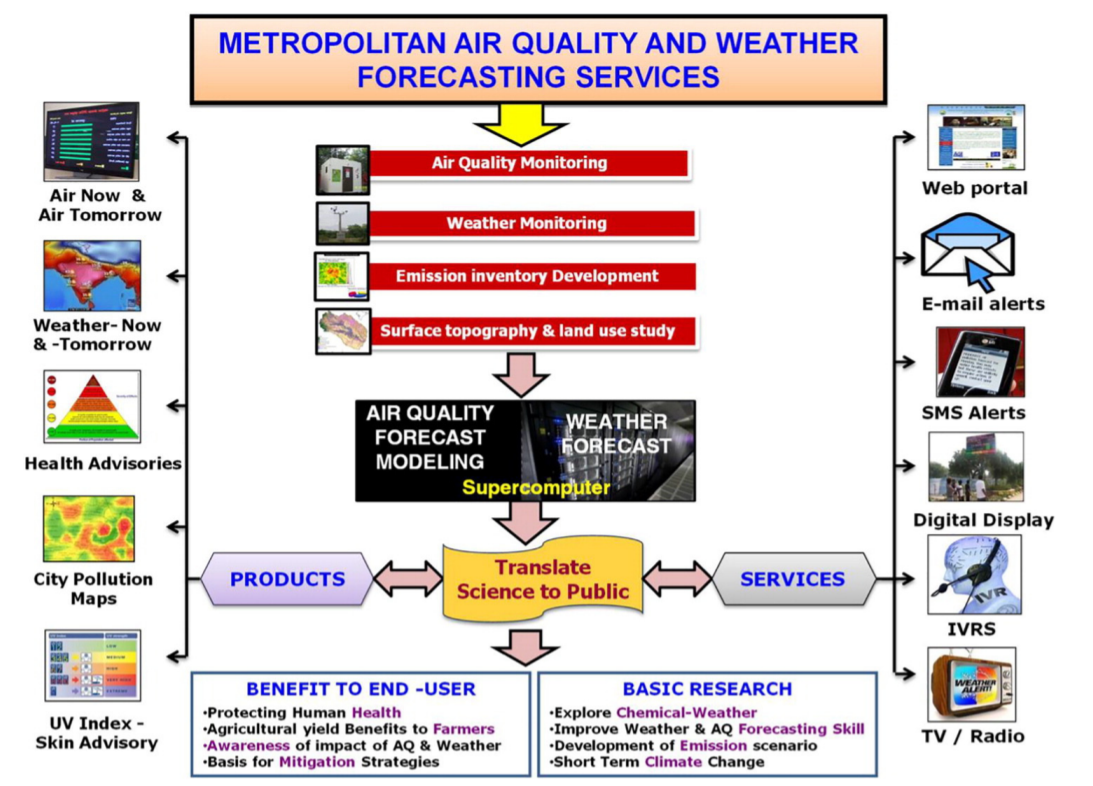 METROPOLITAN AIR QUALITY AND WEATHER
FORECASTING SERVICES
Air Quality Monitoring
Weather Monitoring
Emission inventory Development
Surface topography & land use study
AIR QUALITY
FORECAST
MODELING
WEATHER
FORECAST
Supercomputer
Air Now &
Air Tomorrow
Weather- Now
& -Tomorrow
Health Advisories
City Pollution
Maps
UV Index -
Skin Advisory
LOW
MEDIUM
HIGH
EXTREME
PRODUCTS
Translate
Science to Public
SERVICES
Web portal
E-mail alerts
SMS Alerts
Digital Display
IVR
IVRS
WEATHER
ALERT!
TV / Radio
BENEFIT TO END -USER
•Protecting Human Health
•Agricultural yield Benefits to Farmers
•Awareness of impact of AQ & Weather
•Basis for Mitigation Strategies
BASIC RESEARCH
•Explore Chemical-Weather
•Improve Weather & AQ Forecasting Skill
•Development of Emission scenario
•Short Term Climate Change